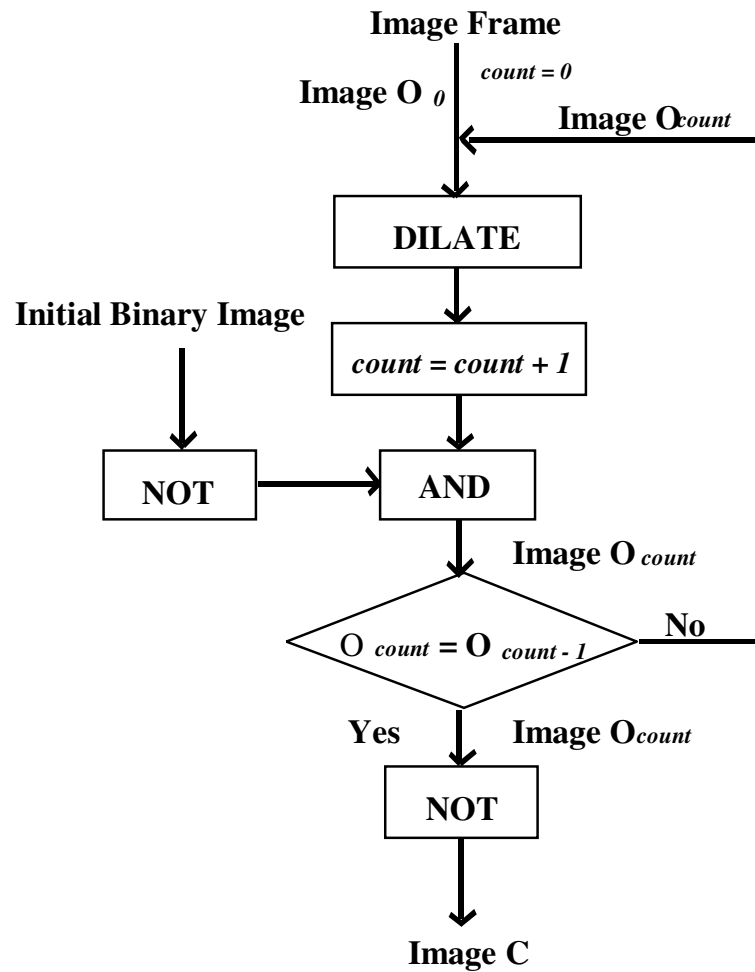 Image Frame
count = 0
Image O 0
Image Ocount
DILATE
Initial Binary Image
count = count + 1
NOT
AND
Image O count
O count = O count - 1
No
Yes
Image Ocount
NOT
Image C